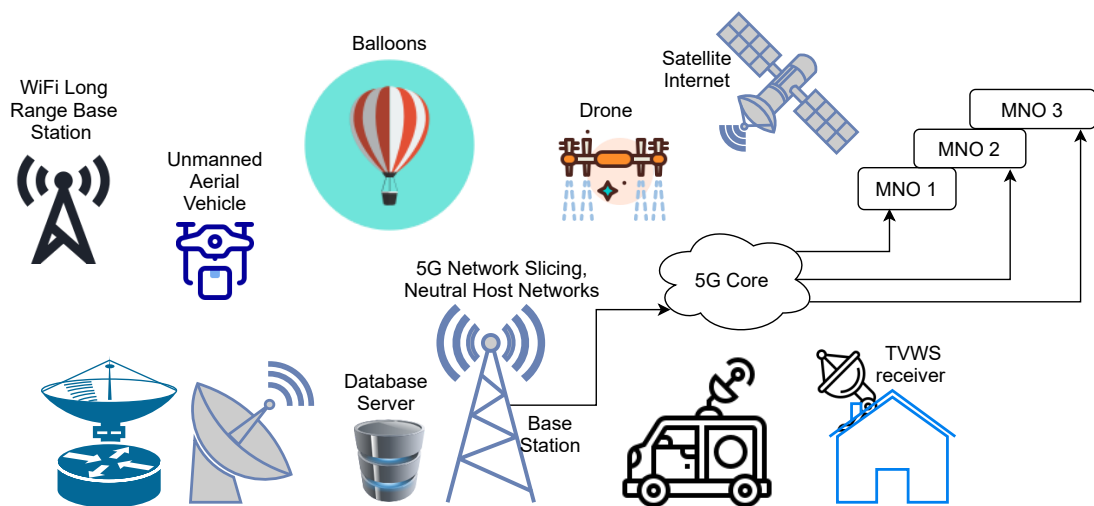 Balloons
Satellite
Internet
WiFi Long
Range Base
Station
MNO 3
Drone
Unmanned
Aerial
Vehicle
MNO 2
MNO 1
5G Network Slicing,
Neutral Host Networks
5G Core
TVWS
receiver
Database
Server
Base
Station